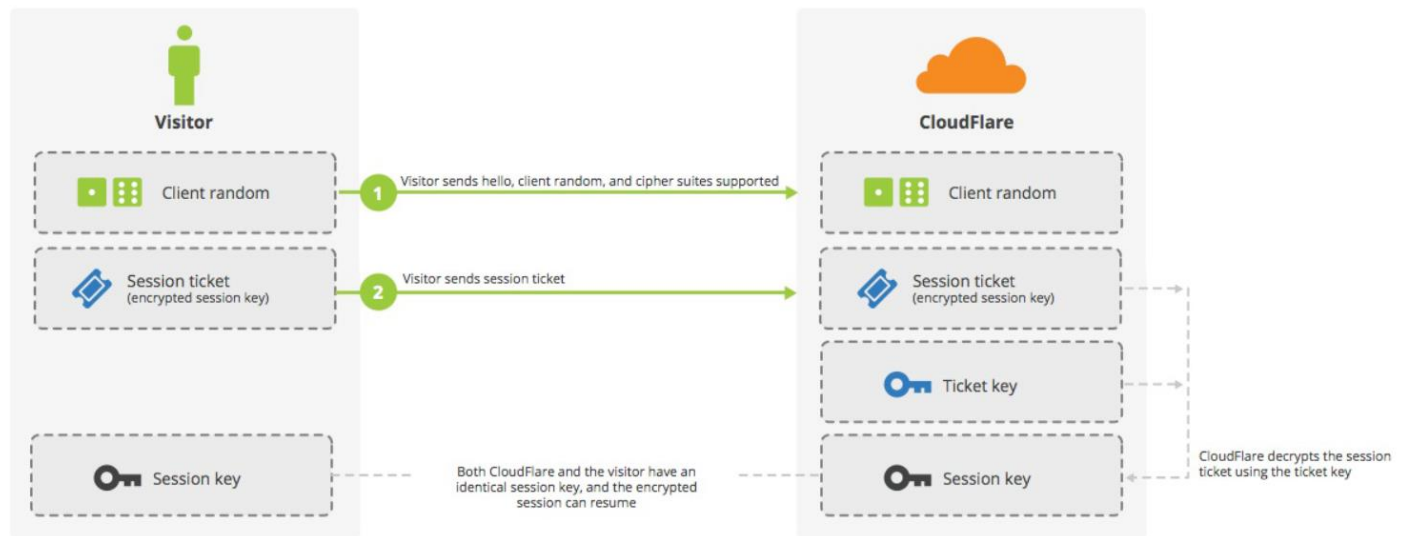 Visitor
CloudFlare
Client random
1
Visitor sends hello, client random, and cipher suites supported
Client random
Session ticket
(encrypted session key)
2
Visitor sends session ticket
Session ticket
(encrypted session key)
Ticket key
Session key
Both CloudFlare and the visitor have an
identical session key, and the encrypted
session can resume
Session key
CloudFlare decrypts the session
ticket using the ticket key